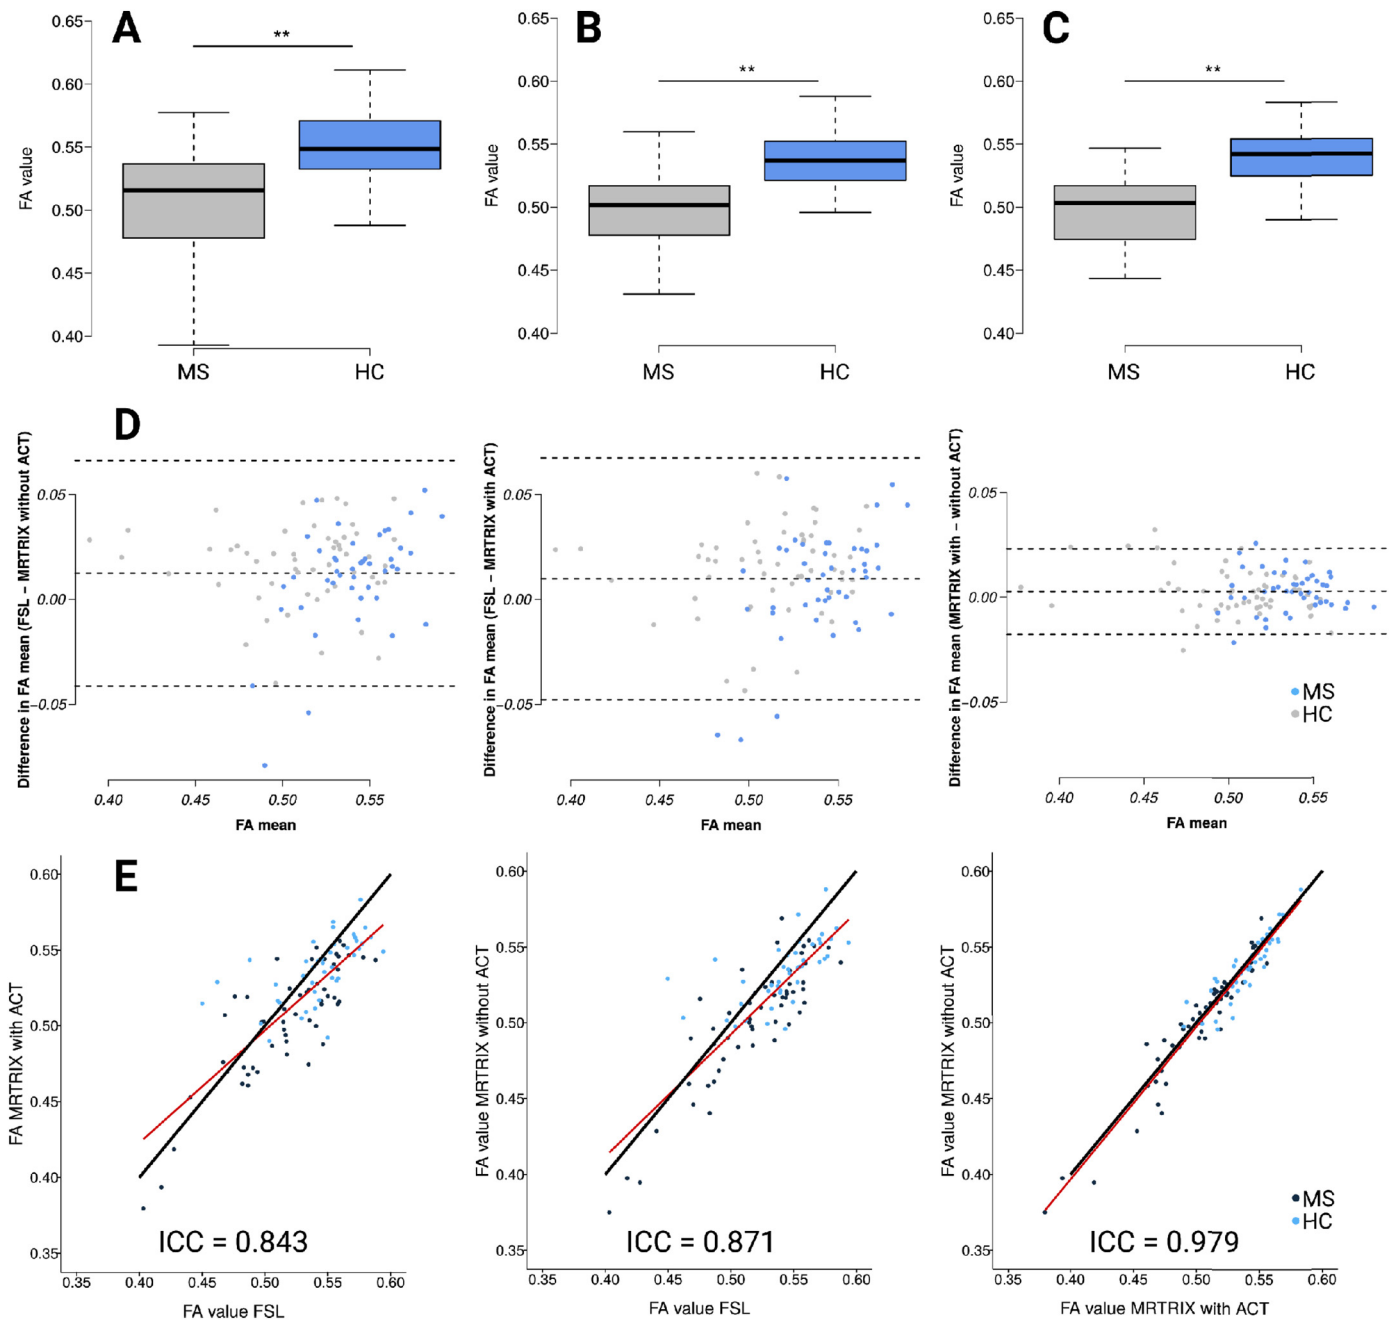 A
B
C
0.65
0.60
0.55
0.50
0.45
0.40
FA value
**
MS
HC
0.65
0.60
0.55
0.50
0.45
0.40
FA value
**
MS
HC
0.65
0.60
0.55
0.50
0.45
0.40
FA value
**
MS
HC
D
Difference in FA mean (FSL – MRTRIX without ACT)
0.05
0.00
−0.05
0.40 0.45 0.50 0.55
FA mean
Difference in FA mean (FSL – MRTRIX with ACT)
0.05
0.00
−0.05
0.40 0.45 0.50 0.55
FA mean
Difference in FA mean (MRTRIX with – without ACT)
0.05
0.00
−0.05
MS
HC
0.40 0.45 0.50 0.55
FA mean
E
FA MRTRIX with ACT
0.60
0.55
0.50
0.45
0.40
0.35
ICC = 0.843
0.35 0.40 0.45 0.50 0.55 0.60
FA value FSL
FA value MRTRIX without ACT
0.60
0.55
0.50
0.45
0.40
0.35
ICC = 0.871
0.35 0.40 0.45 0.50 0.55 0.60
FA value FSL
FA value MRTRIX without ACT
0.60
0.55
0.50
0.45
0.40
0.35
MS
HC
ICC = 0.979
0.35 0.40 0.45 0.50 0.55 0.60
FA value MRTRIX with ACT